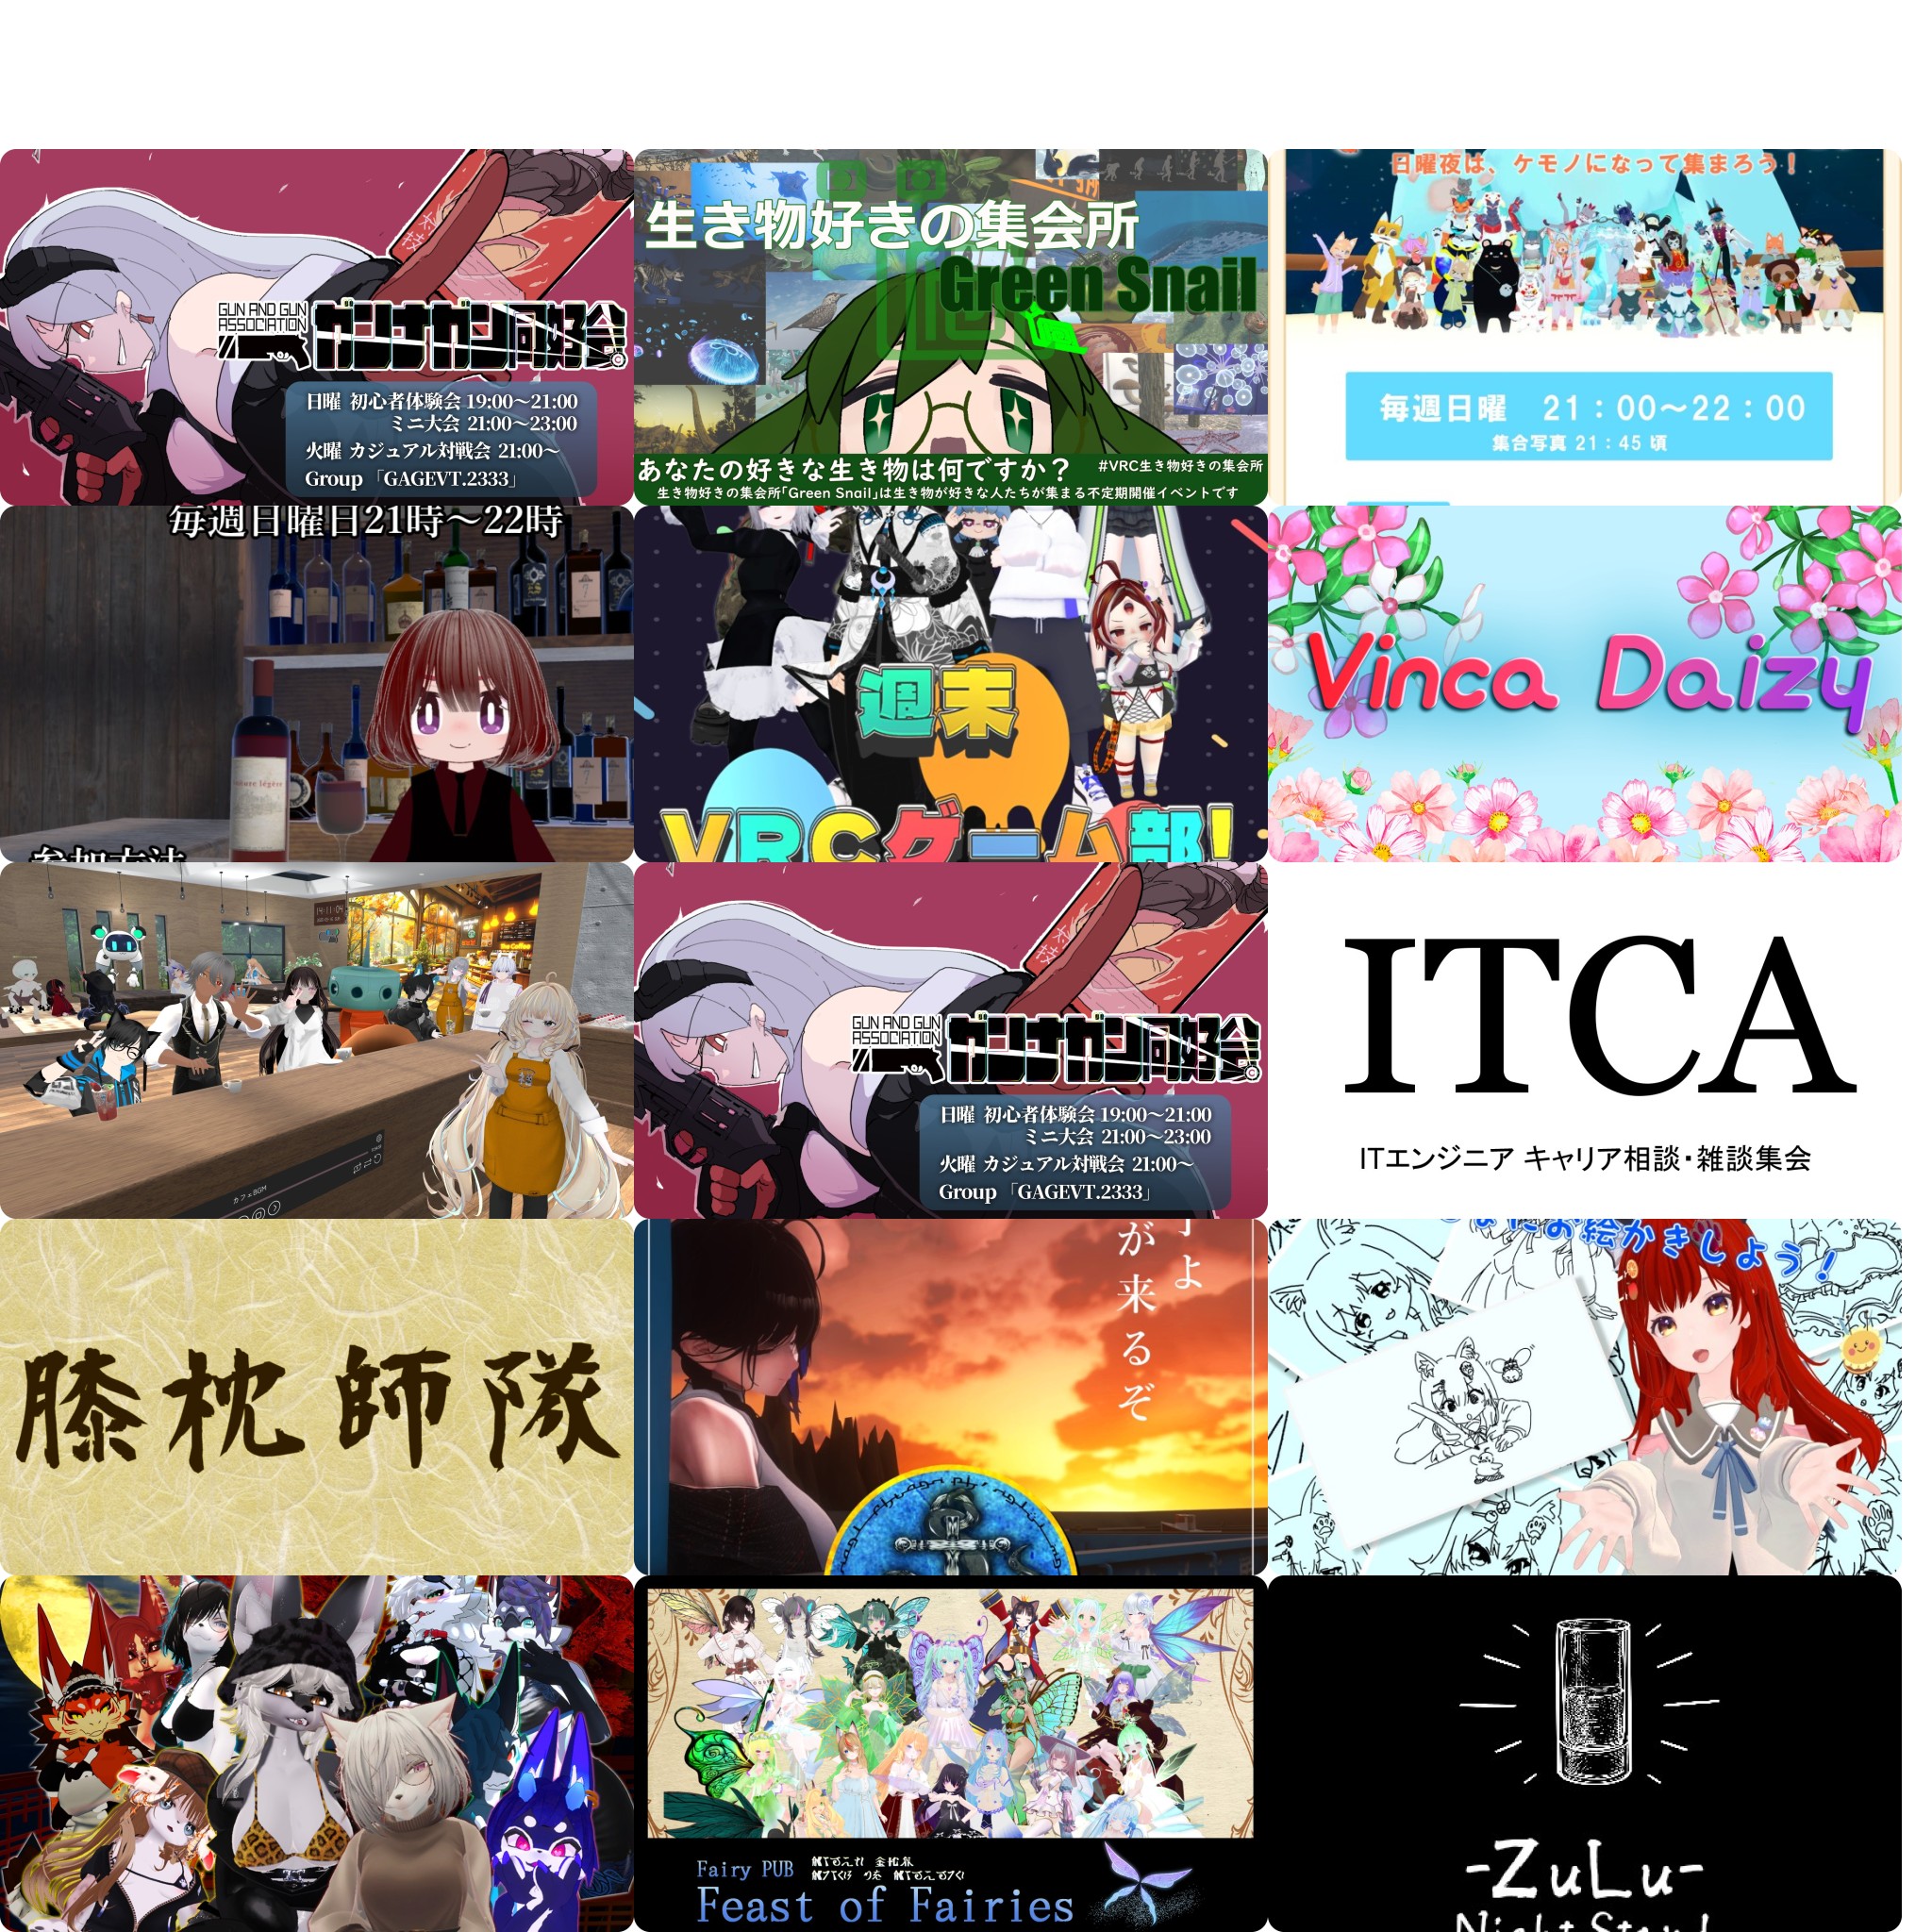 GUN AND GUN
ASSOCIATION
ガンナガン同好会
日曜 初心者体験会 19:00〜21:00
ミニ大会 21:00〜23:00
火曜 カジュアル対戦会 21:00〜
Group 「GAGEVT.2333」
生き物好きの集会所
Green Snail
あなたの好きな生き物は何ですか？
#VRC生き物好きの集会所
生き物好きの集会所「Green Snail」は生き物が好きな人たちが集まる不定期開催イベントです
日曜夜は、ケモノになって集まろう！
毎週日曜 21：00〜22：00
集合写真 21：45 頃
毎週日曜日21時〜22時
参加方法
週末
VRCゲーム部!
Vinca Daizy
カフェBGM
GUN AND GUN
ASSOCIATION
ガンナガン同好会
日曜 初心者体験会 19:00〜21:00
ミニ大会 21:00〜23:00
火曜 カジュアル対戦会 21:00〜
Group 「GAGEVT.2333」
ITCA
ITエンジニア キャリア相談・雑談集会
膝枕師隊
よ
が来るぞ
お絵かきしよう！
Fairy PUB
Feast of Fairies
-ZuLu-
Night Stand